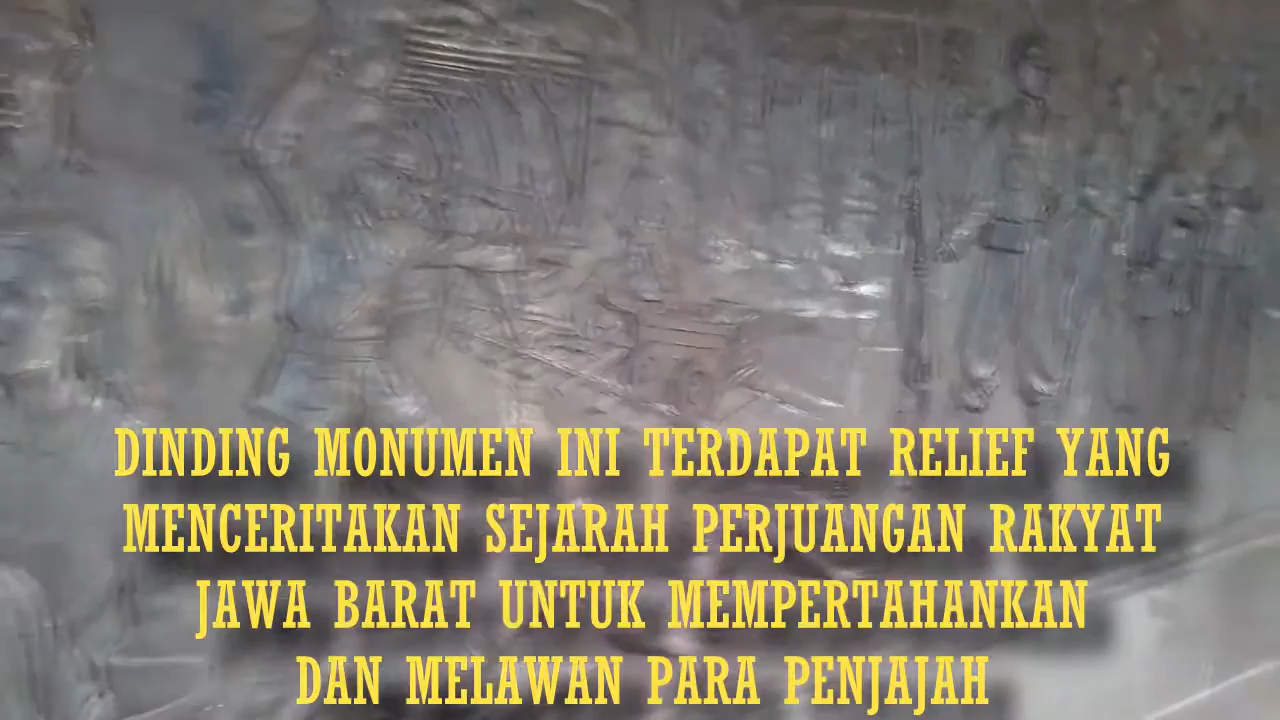 DINDING MONUMEN INI TERDAPAT RELIEF YANG
MENCERITAKAN SEJARAH PERJUANGAN RAKYAT
JAWA BARAT UNTUK MEMPERTAHANKAN
DAN MELAWAN PARA PENJAJAH